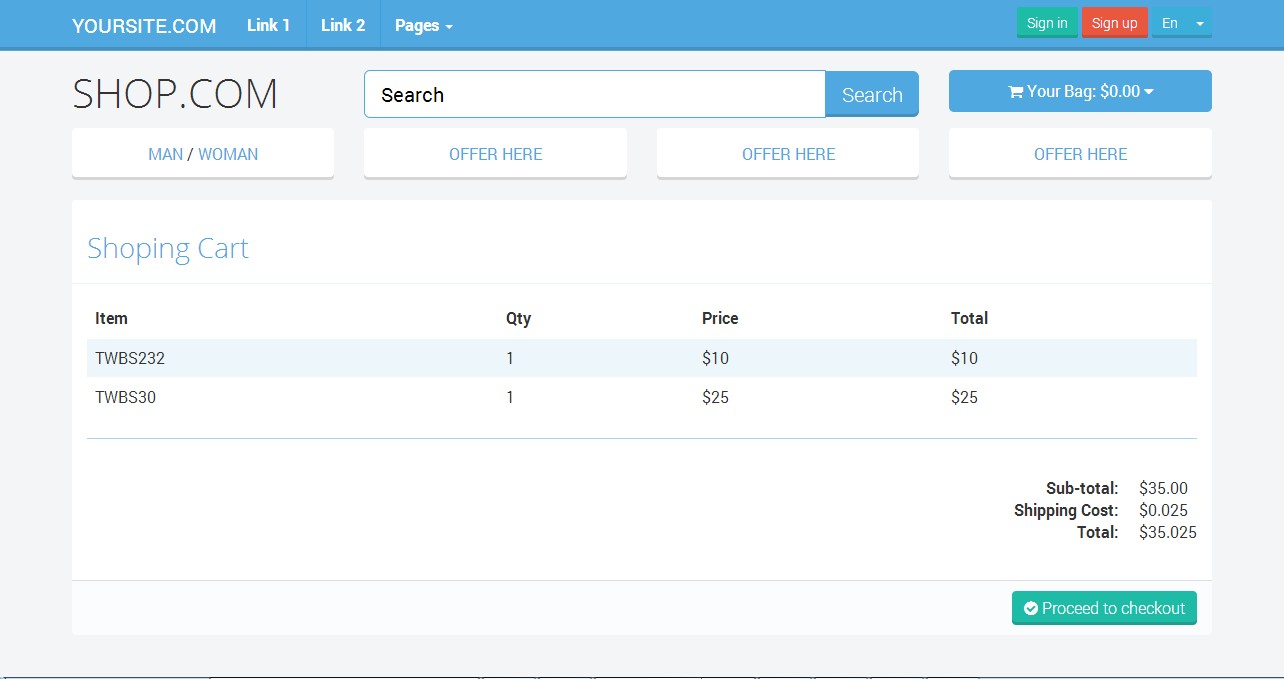 YOURSITE.COM Link 1 Link 2 Pages Sign in Sign up En
SHOP.COM Search Search Your Bag: $0.00
MAN / WOMAN OFFER HERE OFFER HERE OFFER HERE
Shoping Cart
Item Qty Price Total
TWBS232 1 $10 $10
TWBS30 1 $25 $25
Sub-total: $35.00
Shipping Cost: $0.025
Total: $35.025
Proceed to checkout